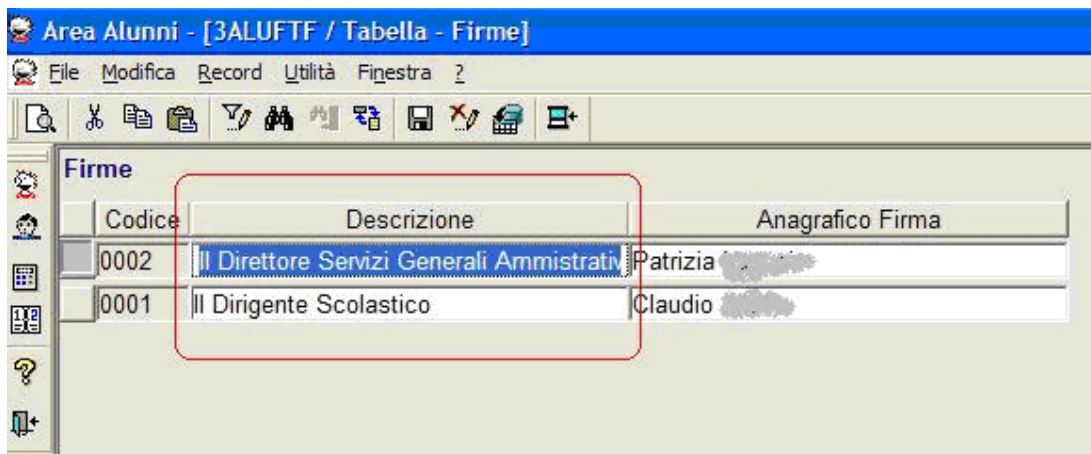 Area Alunni - [3ALUFTF / Tabella - Firme]
File Modifica Record Utilità Finestra ?
Firme
Codice Descrizione Anagrafico Firma
0002 Il Direttore Servizi Generali Ammistrativ Patrizia
0001 Il Dirigente Scolastico Claudio